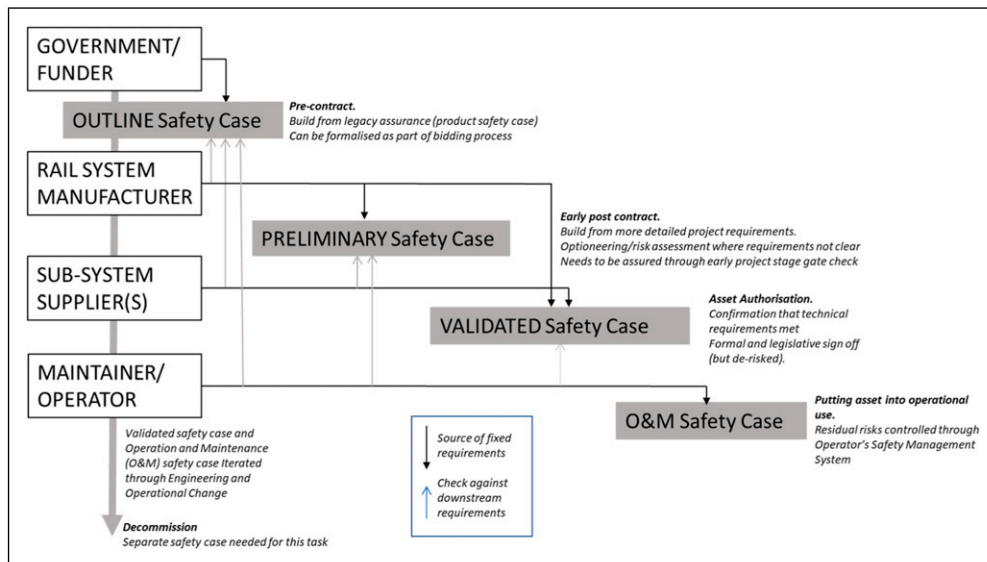 GOVERNMENT/
FUNDER
OUTLINE Safety Case
Pre-contract.
Build from legacy assurance (product safety case)
Can be formalised as part of bidding process
RAIL SYSTEM
MANUFACTURER
PRELIMINARY Safety Case
Early post contract.
Build from more detailed project requirements.
Optioneering/risk assessment where requirements not clear
Needs to be assured through early project stage gate check
SUB-SYSTEM
SUPPLIER(S)
VALIDATED Safety Case
Asset Authorisation.
Confirmation that technical
requirements met
Formal and legislative sign off
(but de-risked).
MAINTAINER/
OPERATOR
O&M Safety Case
Putting asset into operational
use.
Residual risks controlled through
Operator's Safety Management
System
Validated safety case and
Operation and Maintenance
(O&M) safety case Iterated
through Engineering and
Operational Change
Source of fixed
requirements
Check against
downstream
requirements
Decommission
Separate safety case needed for this task